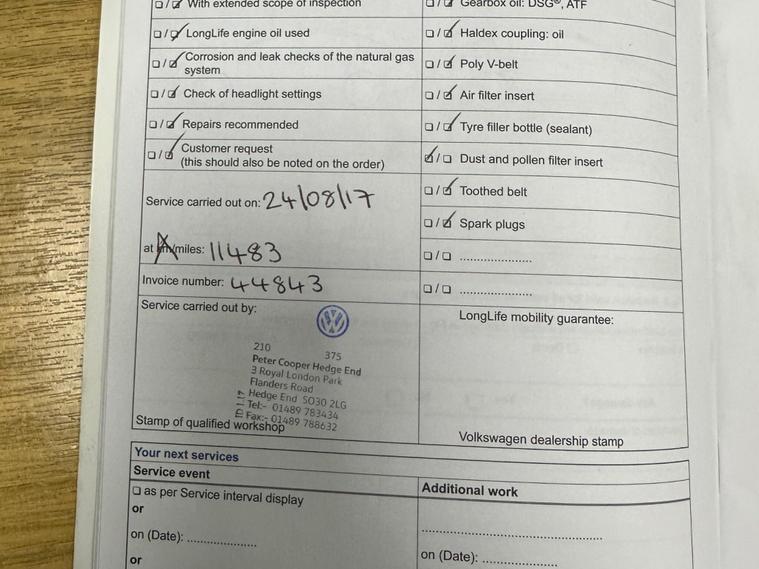 With extended scope of inspection
LongLife engine oil used
Corrosion and leak checks of the natural gas
system
Check of headlight settings
Repairs recommended
Customer request
(this should also be noted on the order)
Service carried out on: 24/08/17
at km/miles: 11483
Invoice number: 44843
Service carried out by:
210 375
Peter Cooper Hedge End
3 Royal London Park
Flanders Road
Hedge End SO30 2LG
Tel:- 01489 783434
Fax:- 01489 788632
Stamp of qualified workshop
Gearbox oil: DSG®, ATF
Haldex coupling: oil
Poly V-belt
Air filter insert
Tyre filler bottle (sealant)
Dust and pollen filter insert
Toothed belt
Spark plugs
LongLife mobility guarantee:
Volkswagen dealership stamp
Your next services
Service event
as per Service interval display
or
on (Date): ....................
or
Additional work
on (Date): ....................